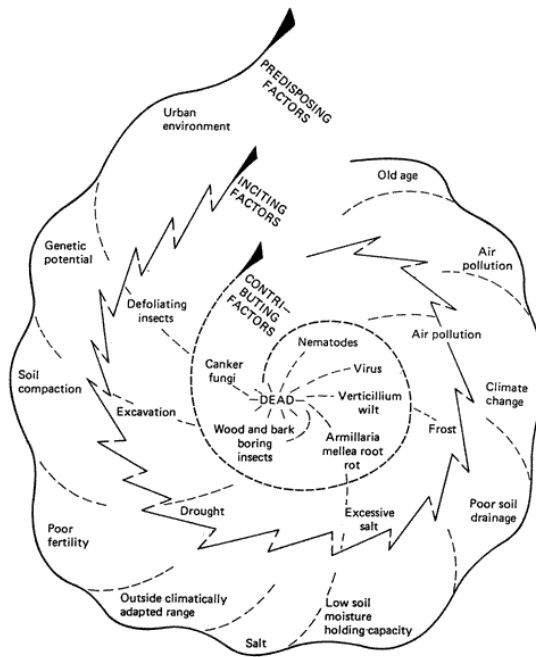 PREDISPOSING
FACTORS
Urban
environment
INCITING
FACTORS
Old age
Genetic
potential
CONTRI-
BUTING
FACTORS
Air
pollution
Defoliating
insects
Air pollution
Nematodes
Canker
fungi
Virus
Soil
compaction
Climate
change
DEAD
Verticillium
wilt
Excavation
Wood and bark
boring
insects
Armillaria
mellea root
rot
Frost
Drought
Excessive
salt
Poor soil
drainage
Poor
fertility
Outside climatically
adapted range
Low soil
moisture
holding-capacity
Salt